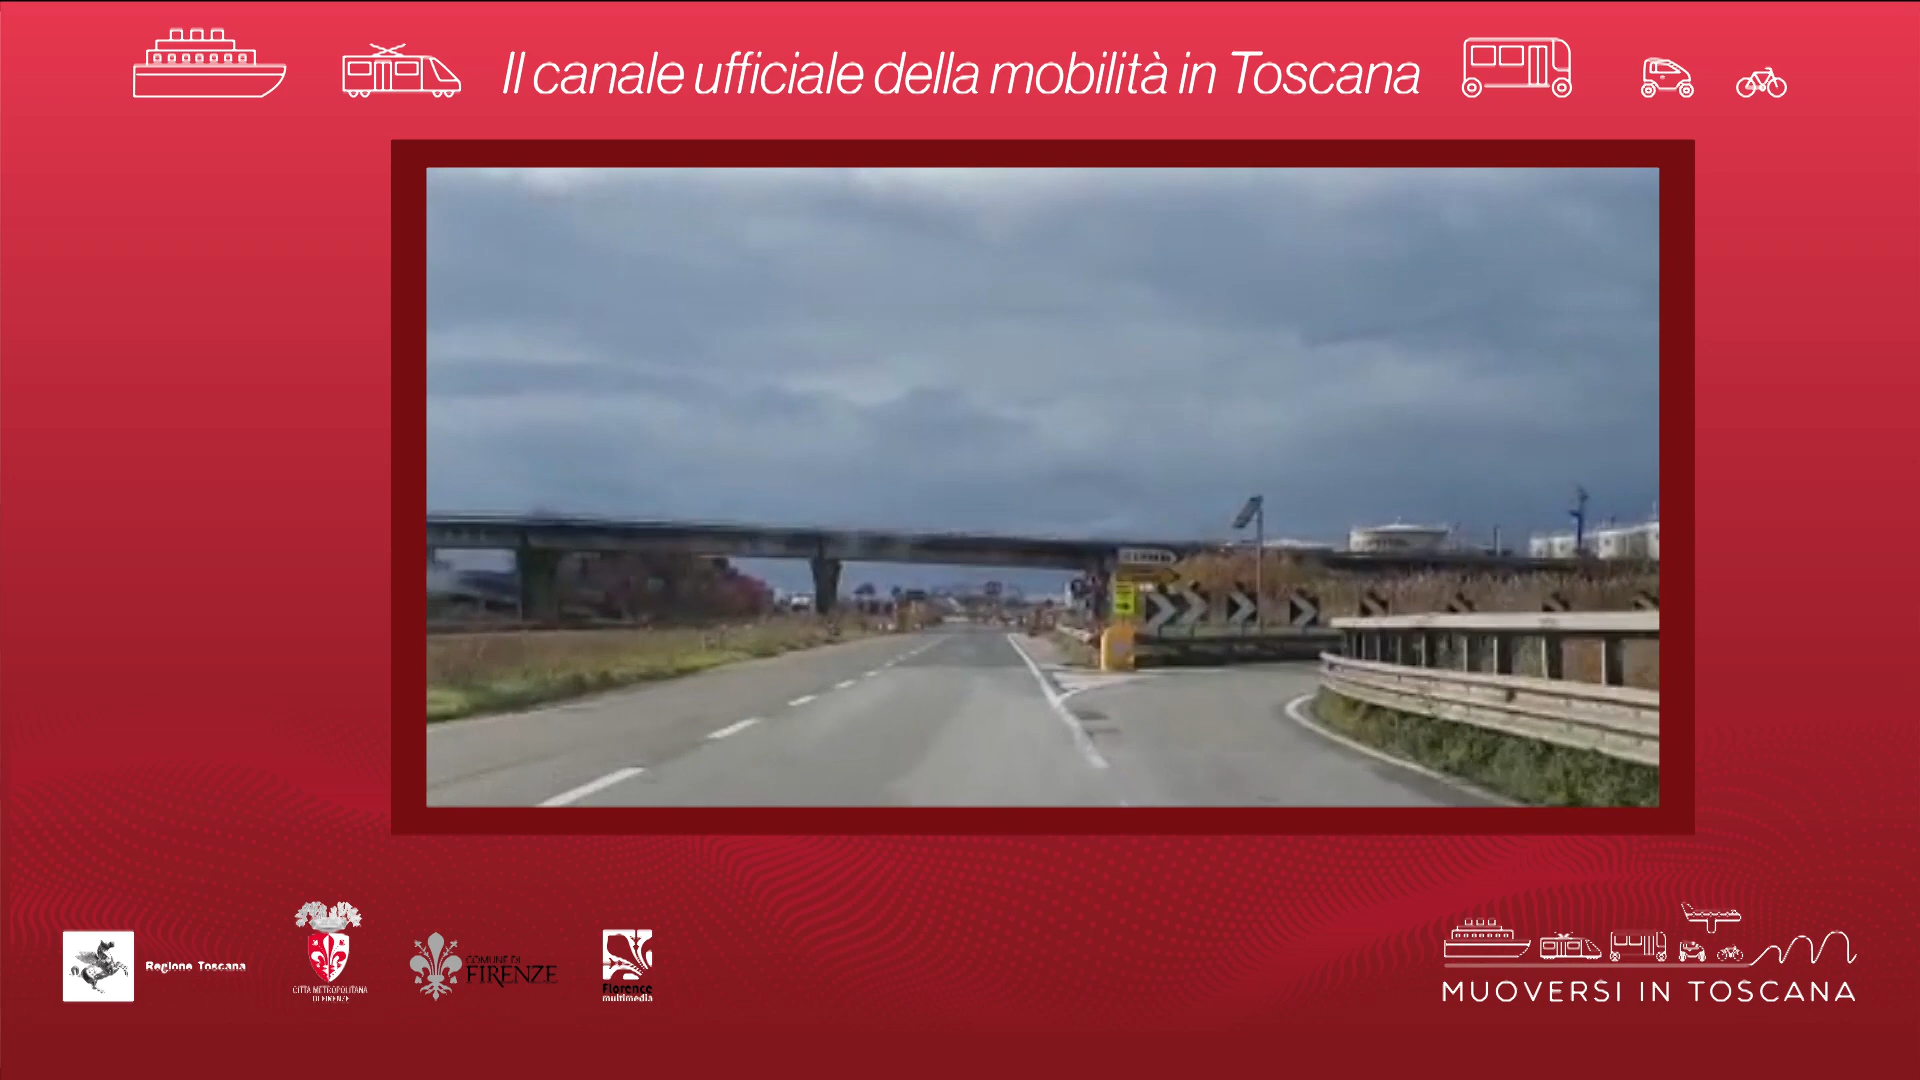 Il canale ufficiale della mobilità in Toscana
Regione Toscana
CITTÀ METROPOLITANA
DI FIRENZE
COMUNE DI
FIRENZE
Florence
multimedia
MUOVERSI IN TOSCANA